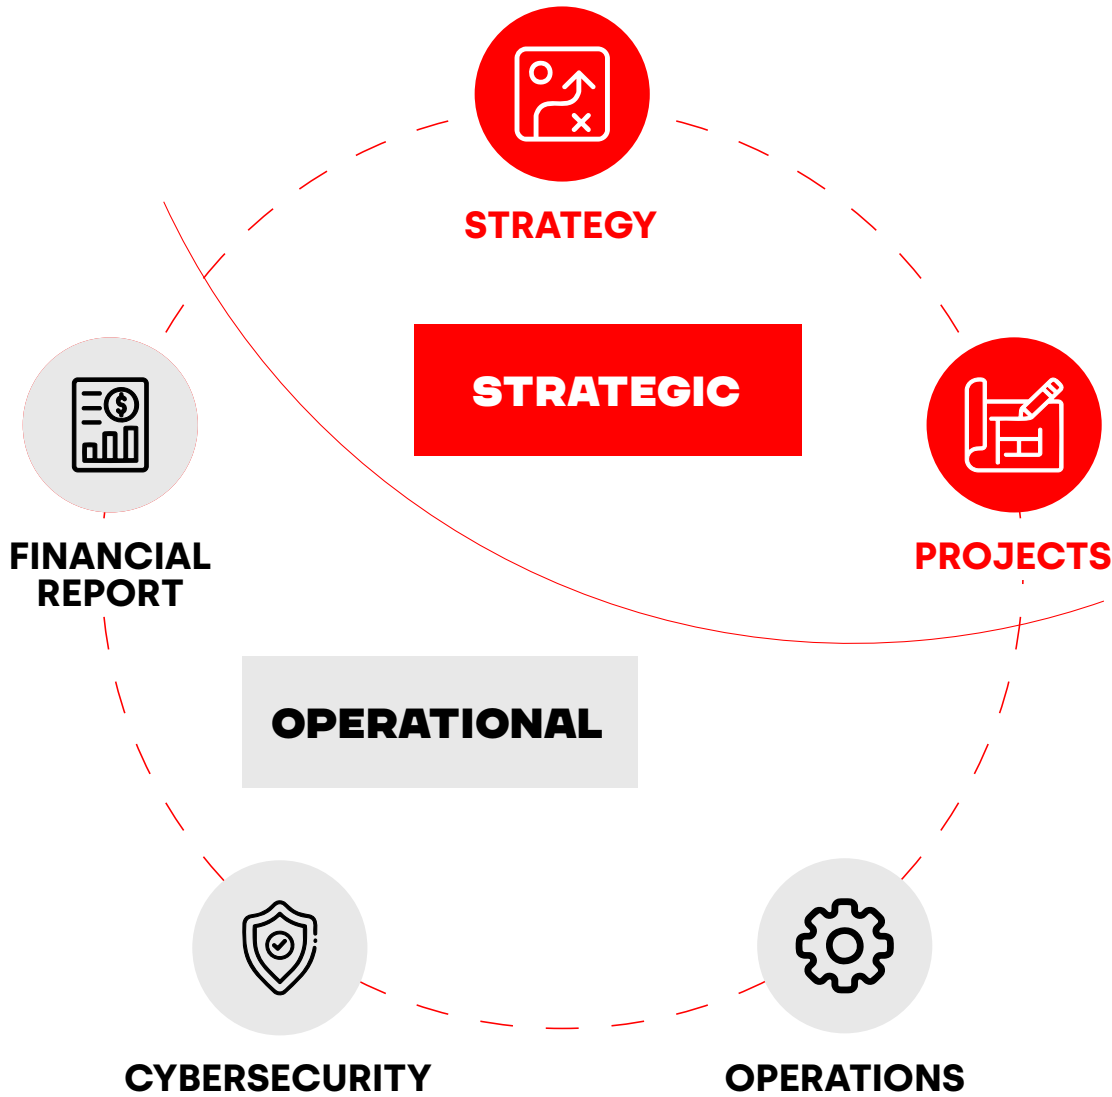 STRATEGY
STRATEGIC
FINANCIAL
REPORT
PROJECTS
OPERATIONAL
CYBERSECURITY
OPERATIONS